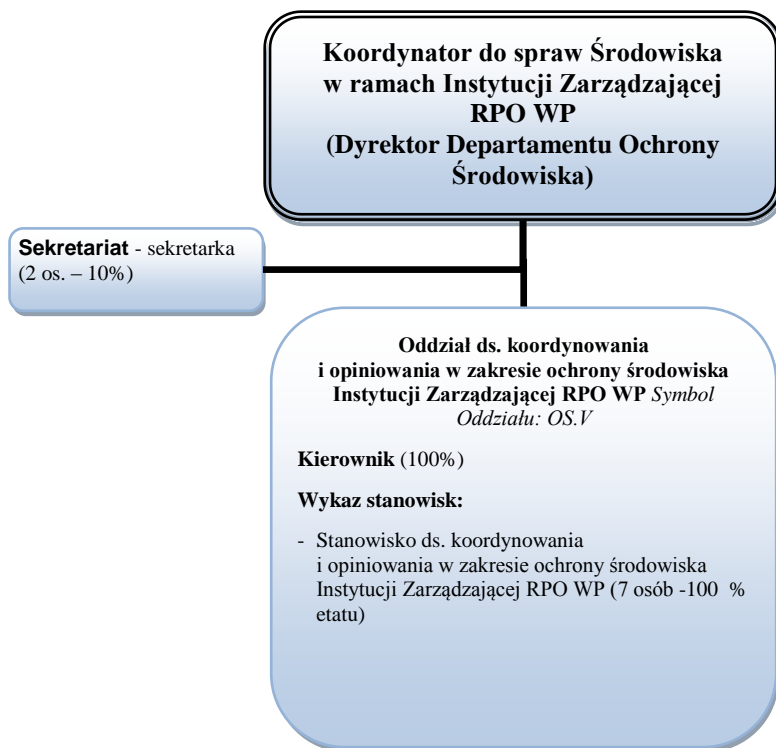 Koordynator do spraw Środowiska
w ramach Instytucji Zarządzającej
RPO WP
(Dyrektor Departamentu Ochrony
Środowiska)
Sekretariat - sekretarka
(2 os. – 10%)
Oddział ds. koordynowania
i opiniowania w zakresie ochrony środowiska
Instytucji Zarządzającej RPO WP Symbol
Oddziału: OS.V
Kierownik (100%)
Wykaz stanowisk:
- Stanowisko ds. koordynowania
i opiniowania w zakresie ochrony środowiska
Instytucji Zarządzającej RPO WP (7 osób -100 %
etatu)